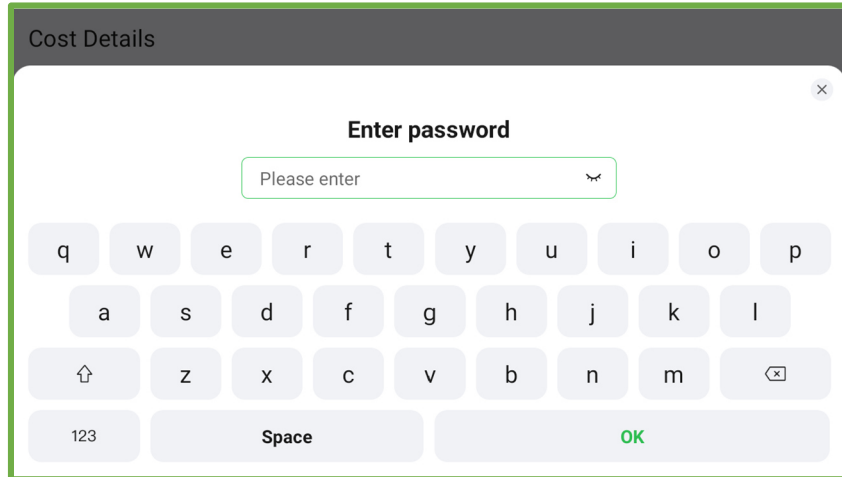 Cost Details
Enter password
Please enter
q w e r t y u i o p
a s d f g h j k l
z x c v b n m
123 Space OK